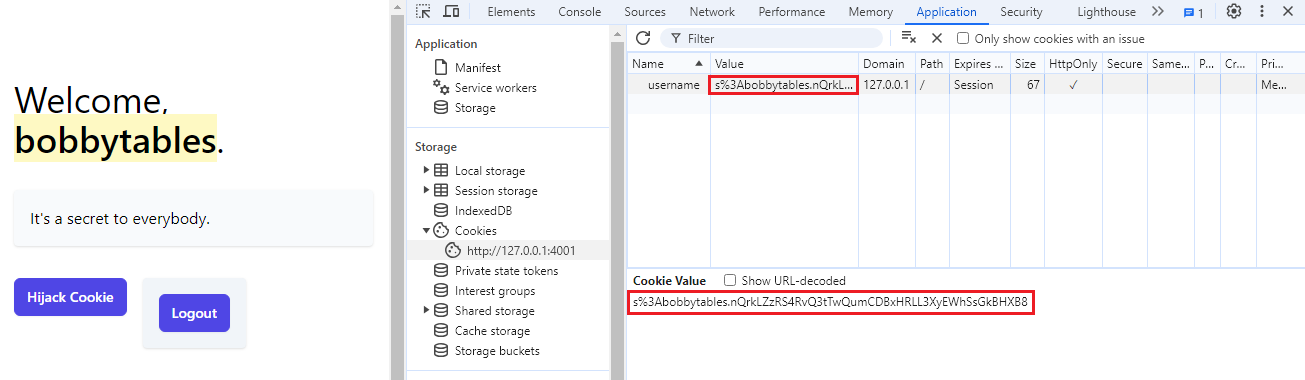 Welcome,
bobbytables.
It's a secret to everybody.
Hijack Cookie
Logout
Elements Console Sources Network Performance Memory Application Security Lighthouse 1
Application
Manifest
Service workers
Storage
Storage
Local storage
Session storage
IndexedDB
Cookies
http://127.0.0.1:4001
Private state tokens
Interest groups
Shared storage
Cache storage
Storage buckets
Filter Only show cookies with an issue
Name Value Domain Path Expires ... Size HttpOnly Secure Same... P... Cr... Pri...
username s%3Abobbytables.nQrkL... 127.0.0.1 / Session 67 ✓ Me...
Cookie Value Show URL-decoded
s%3Abobbytables.nQrkLZzRS4RvQ3tTwQumCDBxHRLL3XyEWhSsGkBHXB8